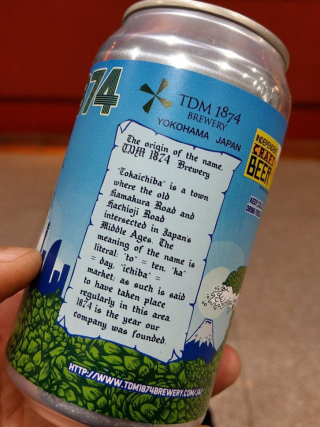 74
TDM 1874
BREWERY
YOKOHAMA JAPAN
INDEPENDENT
CRAFT
BEER
The origin of the name,
TDM 1874 Brewery
"Tokaichiba" is a town
where the old
Kamakura Road and
Hachioji Road
intersected in Japan's
Middle Ages. The
meaning of the name is
literal: "to" = ten, "ka"
= day, "ichiba" =
market; as such is said
to have taken place
regularly in this area.
1874 is the year our
company was founded.
HTTP://WWW.TDM1874BREWERY.COM/